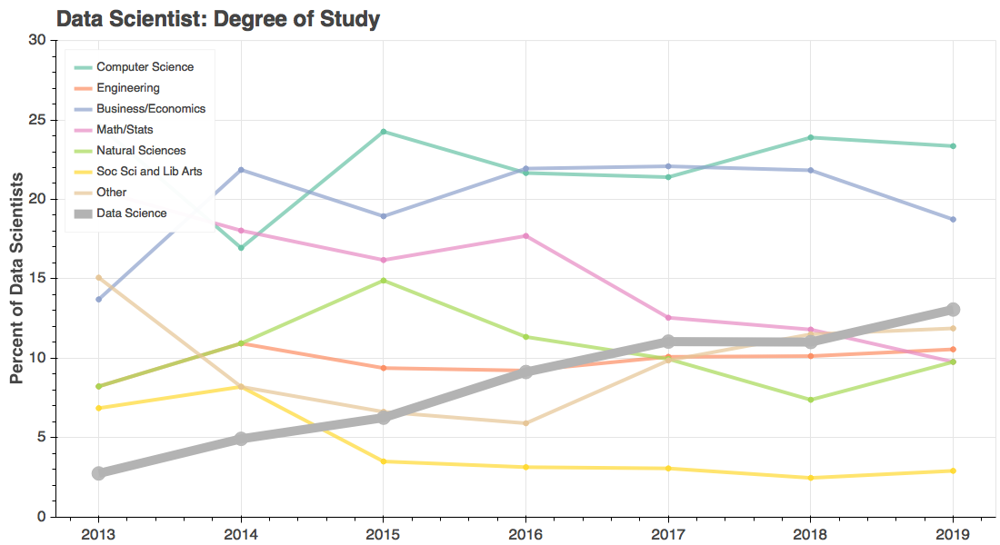 Data Scientist: Degree of Study
30
25
20
15
10
5
0
Percent of Data Scientists
Computer Science
Engineering
Business/Economics
Math/Stats
Natural Sciences
Soc Sci and Lib Arts
Other
Data Science
2013 2014 2015 2016 2017 2018 2019